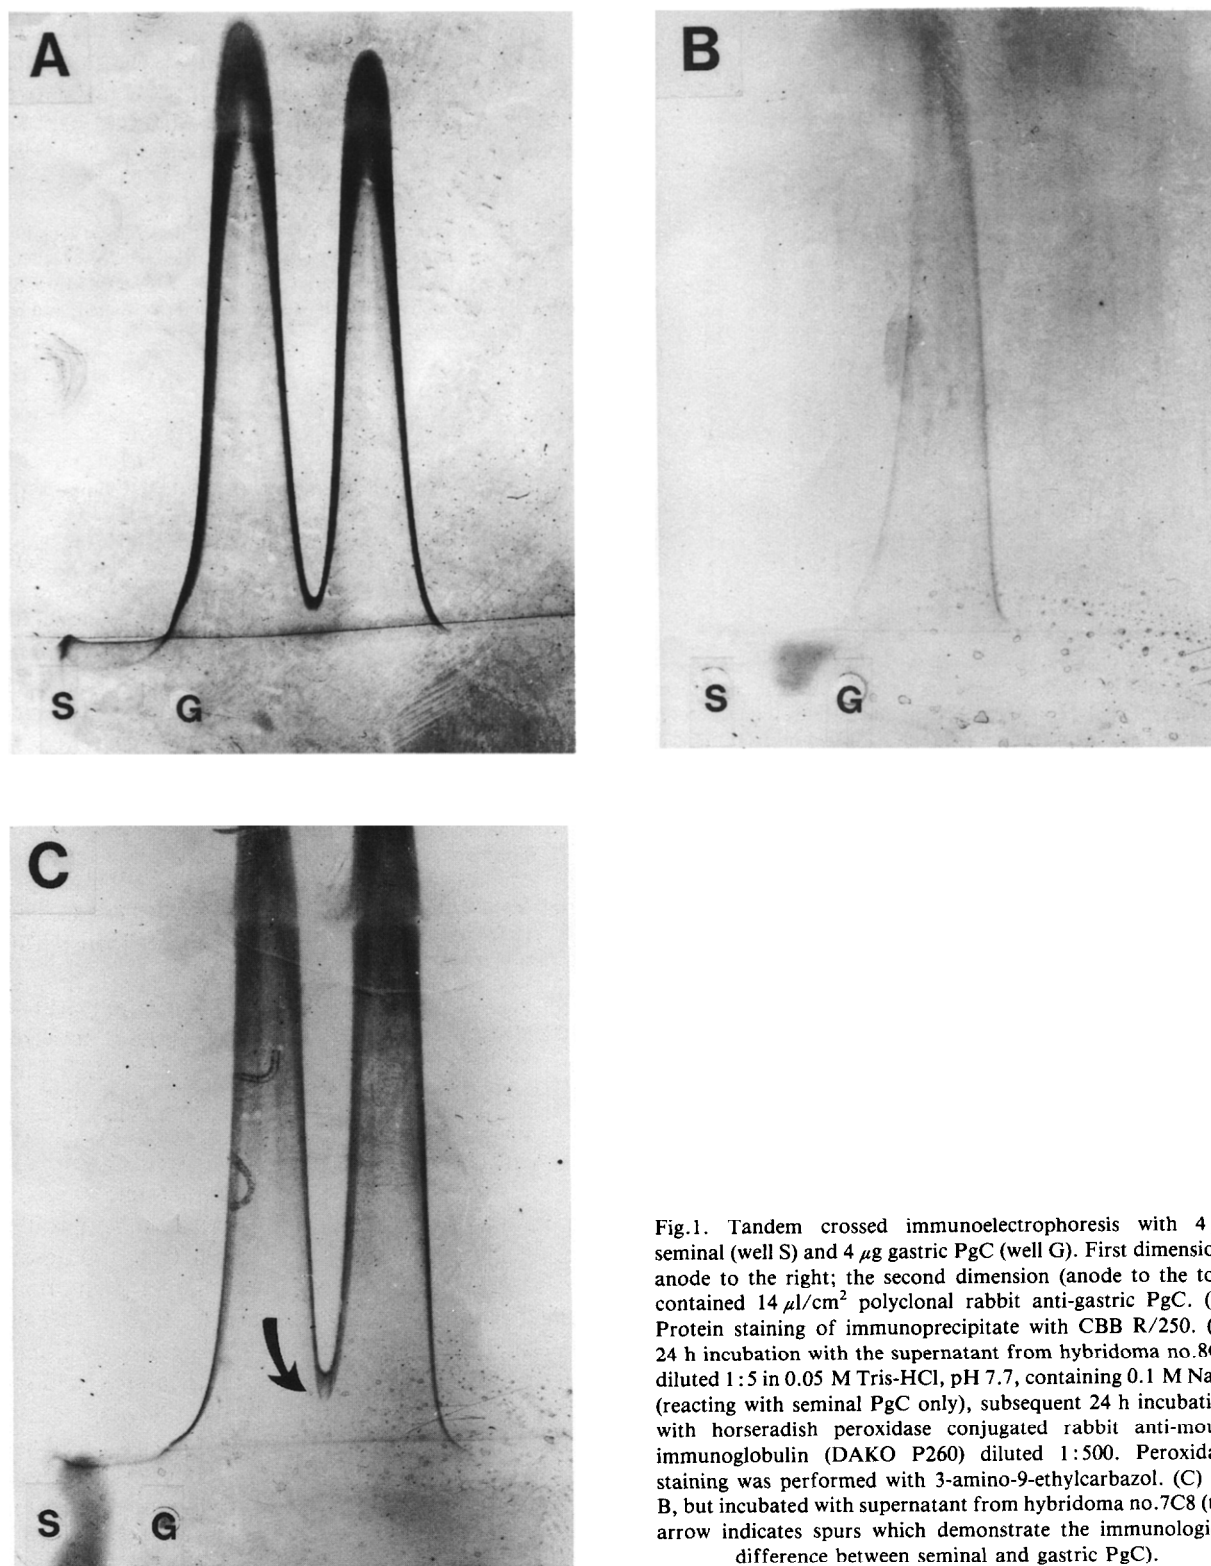 A
B
S
G
S
G
C
S
G
Fig.1. Tandem crossed immunoelectrophoresis with 4
seminal (well S) and 4 μg gastric PgC (well G). First dimensio
anode to the right; the second dimension (anode to the to
contained 14 μl/cm² polyclonal rabbit anti-gastric PgC. (
Protein staining of immunoprecipitate with CBB R/250. (
24 h incubation with the supernatant from hybridoma no.8
diluted 1:5 in 0.05 M Tris-HCl, pH 7.7, containing 0.1 M Na
(reacting with seminal PgC only), subsequent 24 h incubati
with horseradish peroxidase conjugated rabbit anti-mou
immunoglobulin (DAKO P260) diluted 1:500. Peroxida
staining was performed with 3-amino-9-ethylcarbazol. (C)
B, but incubated with supernatant from hybridoma no.7C8 (t
arrow indicates spurs which demonstrate the immunologi
difference between seminal and gastric PgC).